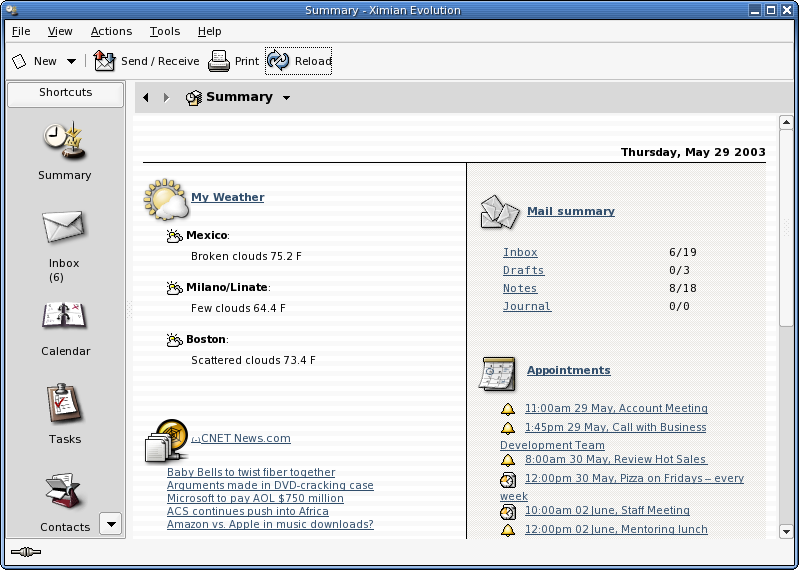 Summary - Ximian Evolution
File View Actions Tools Help
New Send / Receive Print Reload
Shortcuts
Summary
Summary
Inbox
(6)
Calendar
Tasks
Contacts
Thursday, May 29 2003
My Weather
Mexico:
Broken clouds 75.2 F
Milano/Linate:
Few clouds 64.4 F
Boston:
Scattered clouds 73.4 F
CNET News.com
Baby Bells to twist fiber together
Arguments made in DVD-cracking case
Microsoft to pay AOL $750 million
ACS continues push into Africa
Amazon vs. Apple in music downloads?
Mail summary
Inbox 6/19
Drafts 0/3
Notes 8/18
Journal 0/0
Appointments
11:00am 29 May, Account Meeting
1:45pm 29 May, Call with Business
Development Team
8:00am 30 May, Review Hot Sales
12:00pm 30 May, Pizza on Fridays – every
week
10:00am 02 June, Staff Meeting
12:00pm 02 June, Mentoring lunch